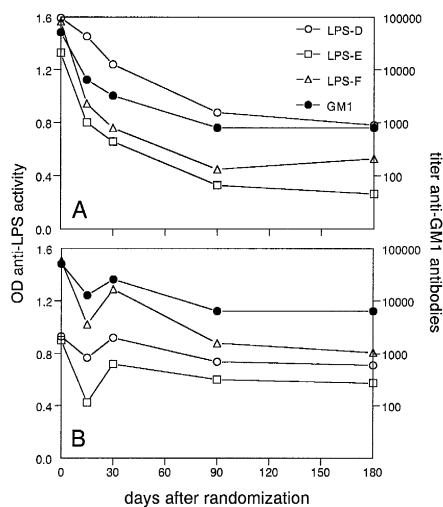 1.6
1.2
0.8
0.4
0.0
100000
10000
1000
100
LPS-D
LPS-E
LPS-F
GM1
A
1.6
1.2
0.8
0.4
0.0
100000
10000
1000
100
B
0
30
60
90
120
150
180
OD anti-LPS activity
titer anti-GM1 antibodies
days after randomization